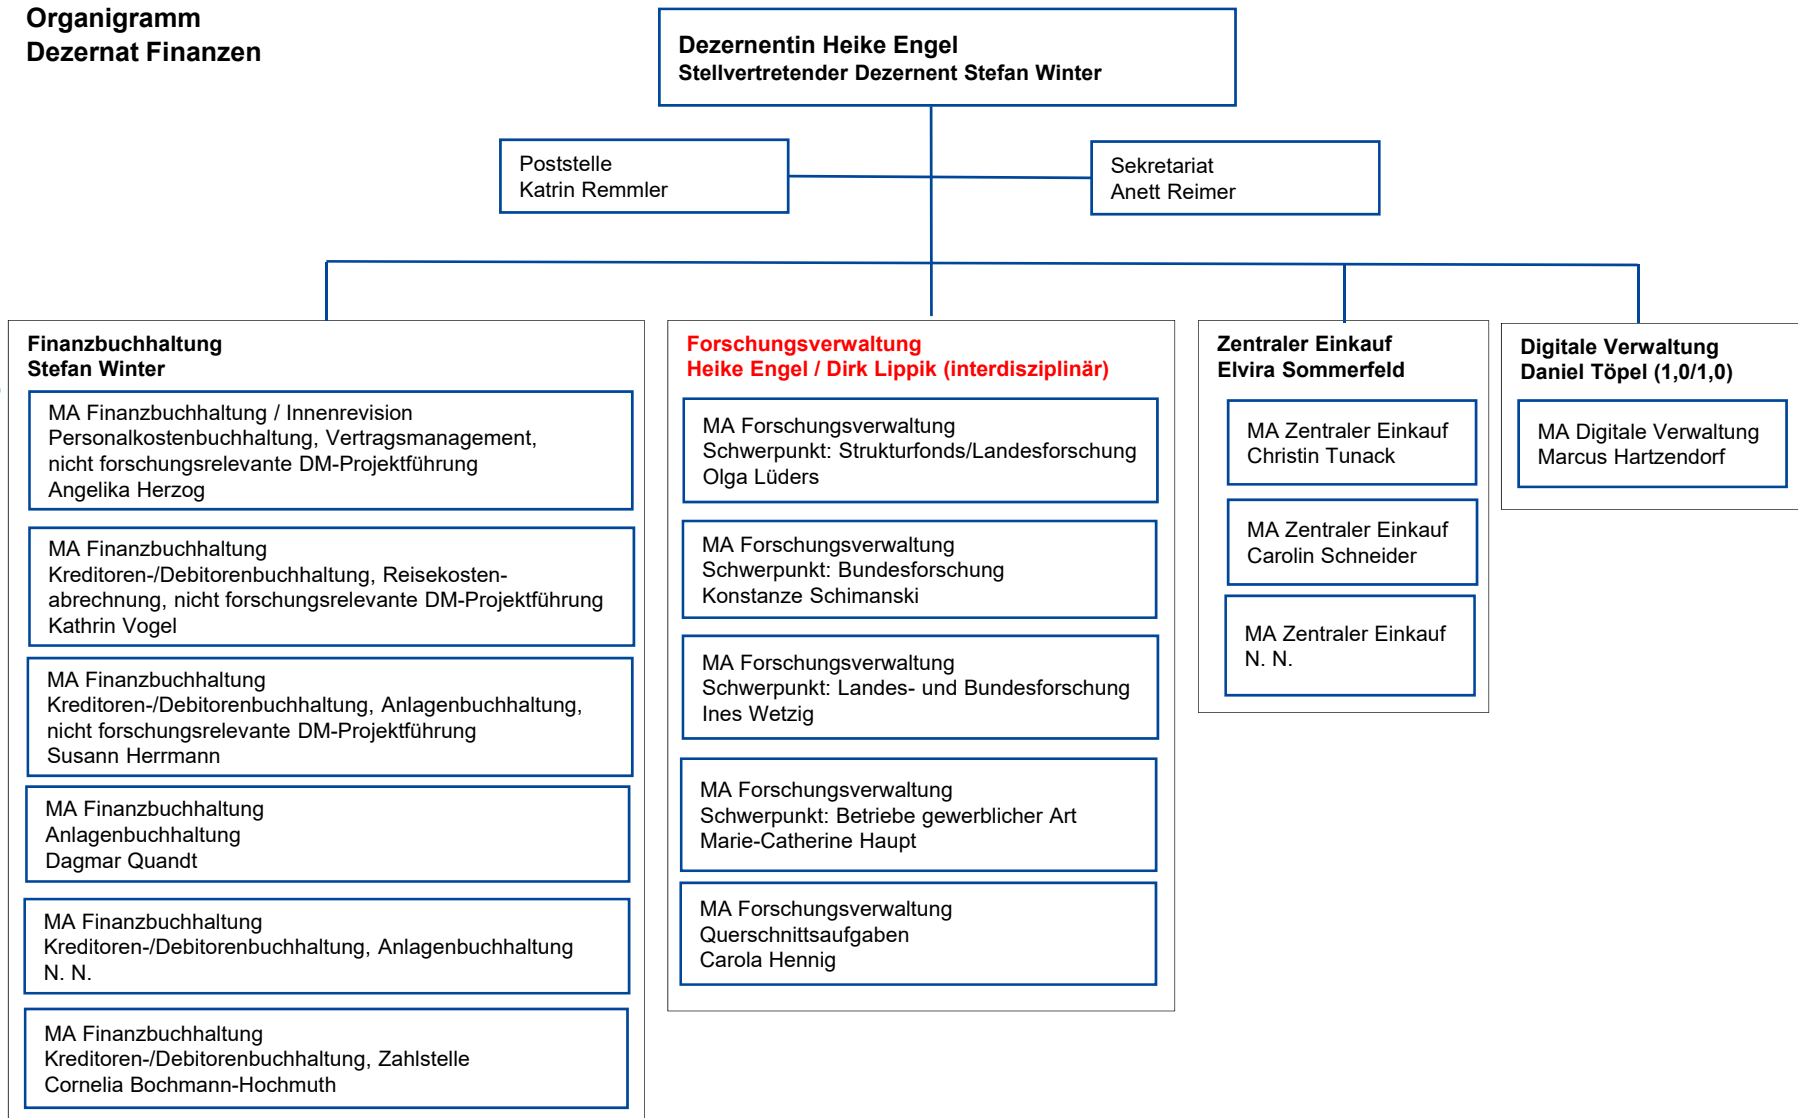 Organigramm
Dezernat Finanzen
Dezernentin Heike Engel
Stellvertretender Dezernent Stefan Winter
Poststelle
Katrin Remmler
Sekretariat
Anett Reimer
Finanzbuchhaltung
Stefan Winter
MA Finanzbuchhaltung / Innenrevision
Personalkostenbuchhaltung, Vertragsmanagement,
nicht forschungsrelevante DM-Projektführung
Angelika Herzog
MA Finanzbuchhaltung
Kreditoren-/Debitorenbuchhaltung, Reisekosten-
abrechnung, nicht forschungsrelevante DM-Projektführung
Kathrin Vogel
MA Finanzbuchhaltung
Kreditoren-/Debitorenbuchhaltung, Anlagenbuchhaltung,
nicht forschungsrelevante DM-Projektführung
Susann Herrmann
MA Finanzbuchhaltung
Anlagenbuchhaltung
Dagmar Quandt
MA Finanzbuchhaltung
Kreditoren-/Debitorenbuchhaltung, Anlagenbuchhaltung
N. N.
MA Finanzbuchhaltung
Kreditoren-/Debitorenbuchhaltung, Zahlstelle
Cornelia Bochmann-Hochmuth
Forschungsverwaltung
Heike Engel / Dirk Lippik (interdisziplinär)
MA Forschungsverwaltung
Schwerpunkt: Strukturfonds/Landesforschung
Olga Lüders
MA Forschungsverwaltung
Schwerpunkt: Bundesforschung
Konstanze Schimanski
MA Forschungsverwaltung
Schwerpunkt: Landes- und Bundesforschung
Ines Wetzig
MA Forschungsverwaltung
Schwerpunkt: Betriebe gewerblicher Art
Marie-Catherine Haupt
MA Forschungsverwaltung
Querschnittsaufgaben
Carola Hennig
Zentraler Einkauf
Elvira Sommerfeld
MA Zentraler Einkauf
Christin Tunack
MA Zentraler Einkauf
Carolin Schneider
MA Zentraler Einkauf
N. N.
Digitale Verwaltung
Daniel Töpel (1,0/1,0)
MA Digitale Verwaltung
Marcus Hartzendorf